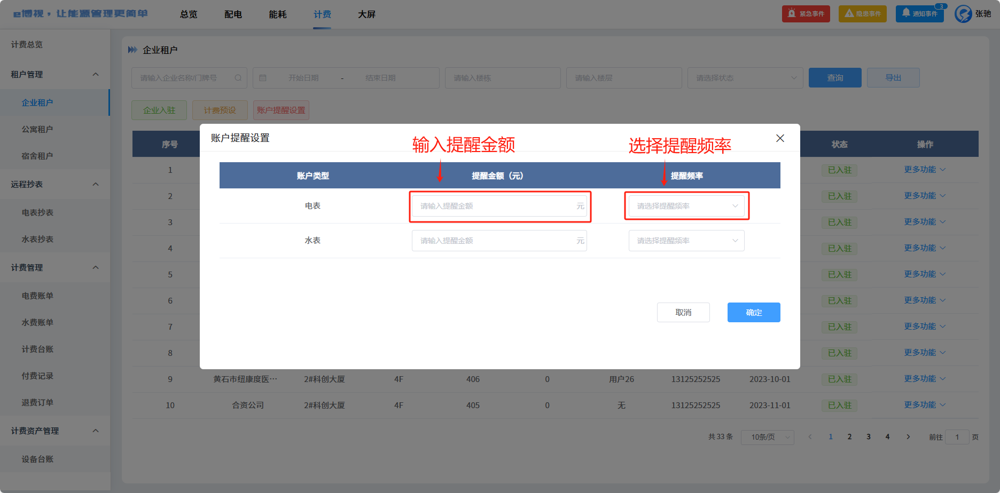 e博视，让能源管理更简单
总览
配电
能耗
计费
大屏
紧急事件
隐患事件
通知事件
3
张驰
计费总览
租户管理
企业租户
公寓租户
宿舍租户
远程抄表
电表抄表
水表抄表
计费管理
电费账单
水费账单
计费台账
付费记录
退费订单
计费资产管理
设备台账
企业租户
请输入企业名称/门牌号
开始日期 - 结束日期
请输入楼栋
请输入楼层
请选择状态
查询
导出
企业入驻
计费预设
账户提醒设置
序号 状态 操作
1 已入驻 更多功能
2 已入驻 更多功能
3 已入驻 更多功能
4 已入驻 更多功能
5 已入驻 更多功能
6 已入驻 更多功能
7 已入驻 更多功能
8 已入驻 更多功能
9 黄石市纽康度医… 2#科创大厦 4F 406 0 用户26 13125252525 2023-10-01 已入驻 更多功能
10 合资公司 2#科创大厦 4F 405 0 无 13125252525 2023-11-01 已入驻 更多功能
共 33 条 10条/页 1 2 3 4 前往 1 页
账户提醒设置
输入提醒金额
选择提醒频率
账户类型 提醒金额（元） 提醒频率
电表 请输入提醒金额 元 请选择提醒频率
水表 请输入提醒金额 元 请选择提醒频率
取消
确定